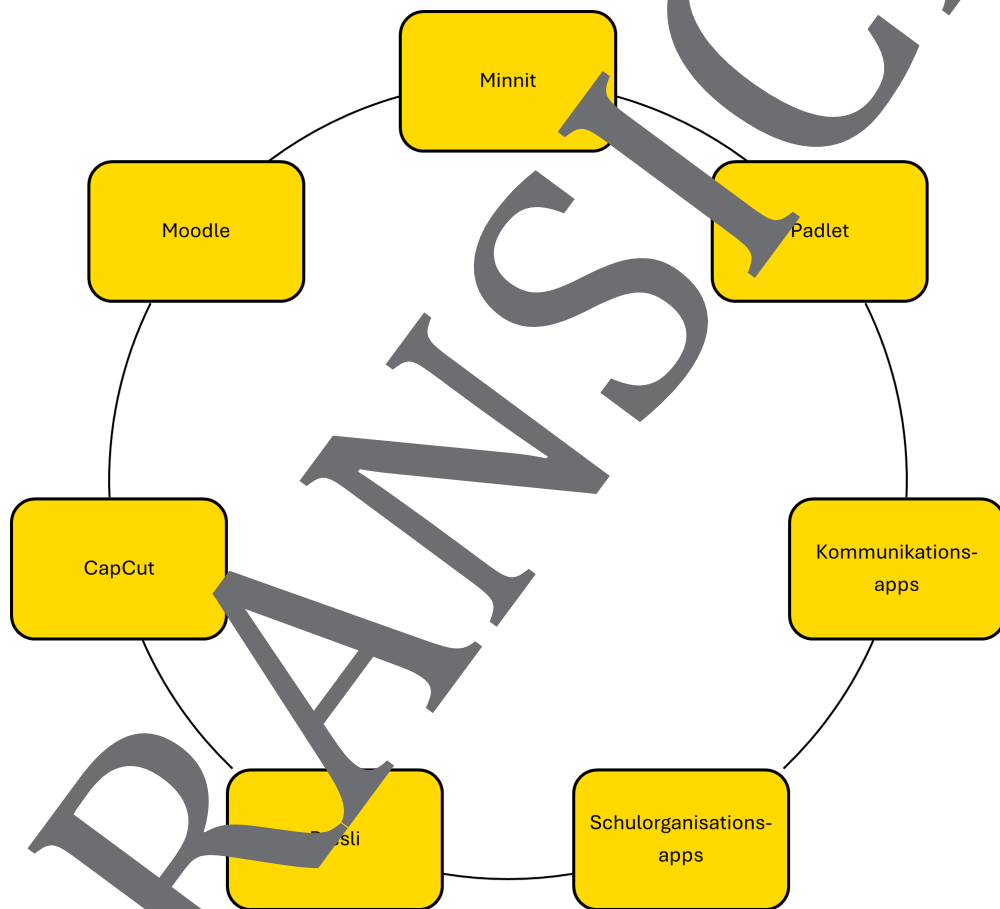 Minnit
Moodle
Padlet
CapCut
Kommunikations-
apps
Schulorganisations-
apps
RANSIC